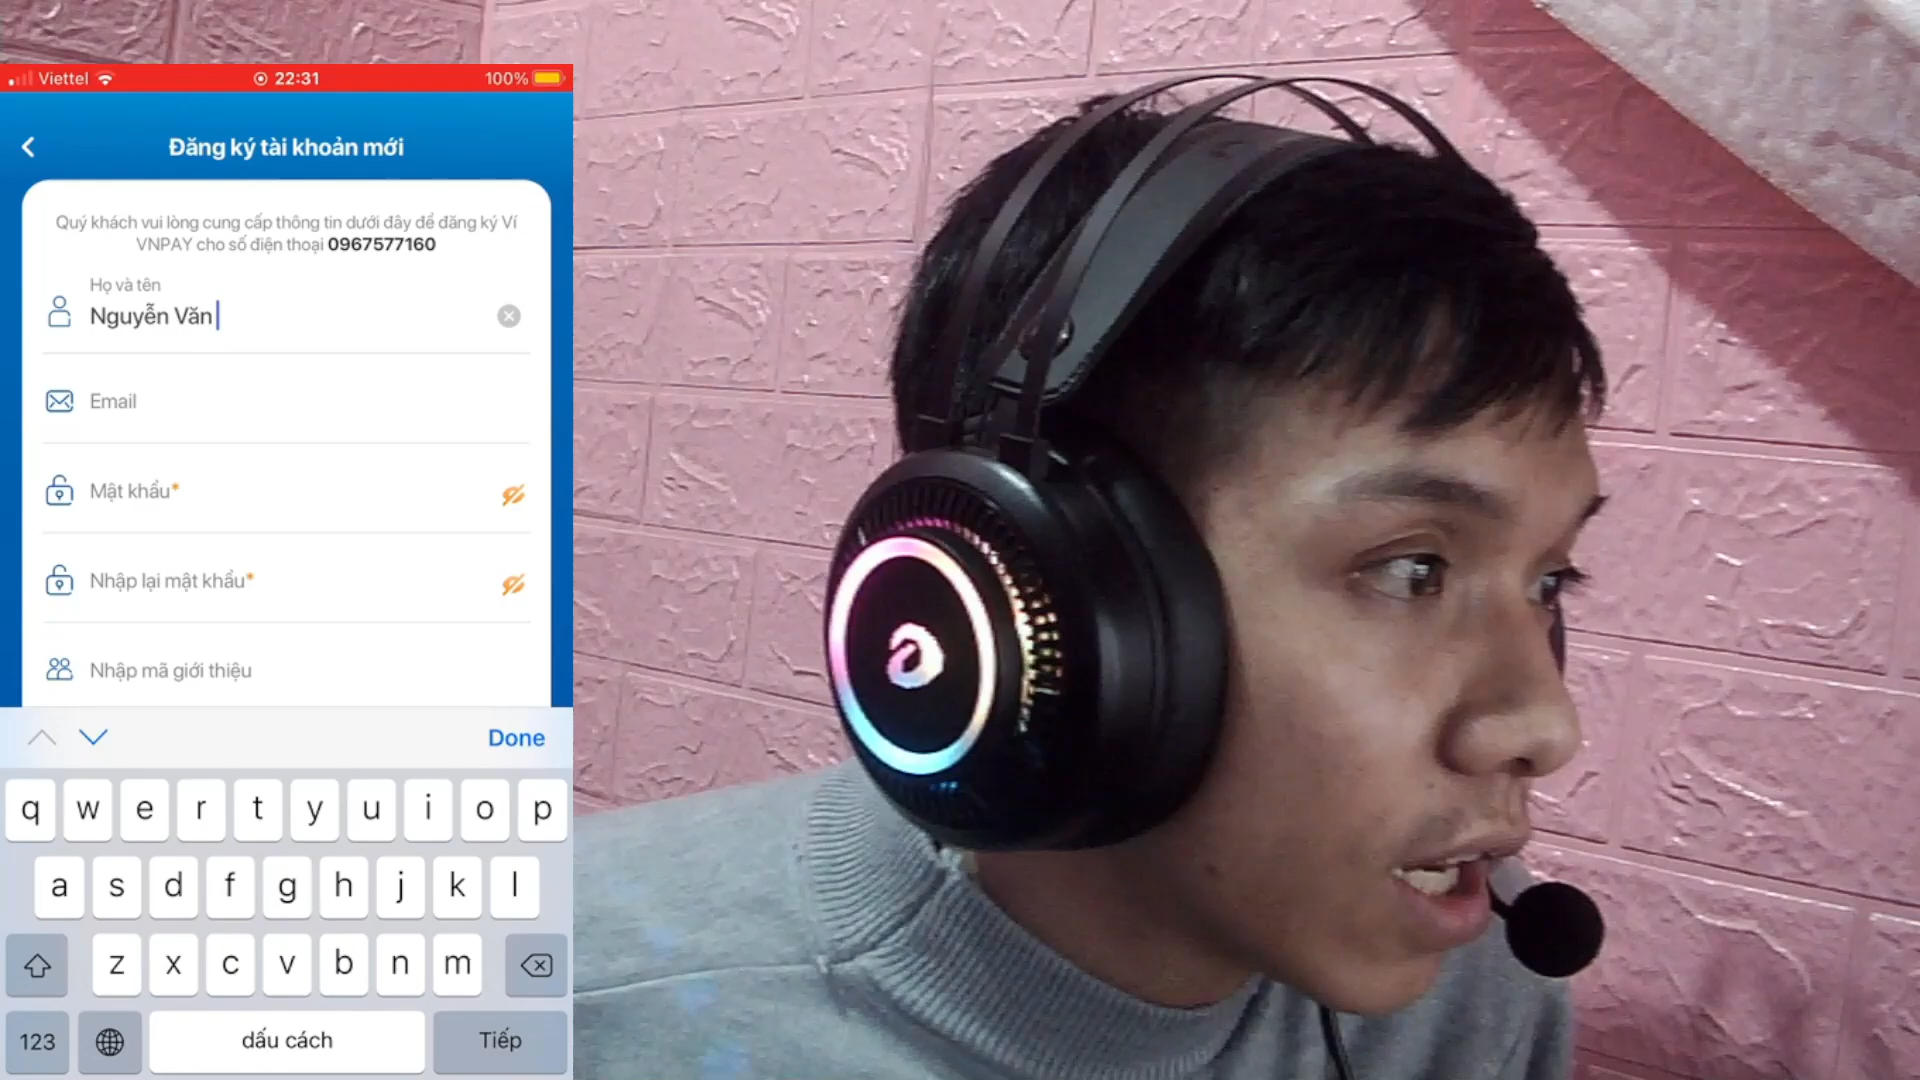 Viettel 22:31 100%
Đăng ký tài khoản mới
Quý khách vui lòng cung cấp thông tin dưới đây để đăng ký Ví
VNPAY cho số điện thoại 0967577160
Họ và tên
Nguyễn Văn
Email
Mật khẩu*
Nhập lại mật khẩu*
Nhập mã giới thiệu
Done
q w e r t y u i o p
a s d f g h j k l
z x c v b n m
123 dấu cách Tiếp